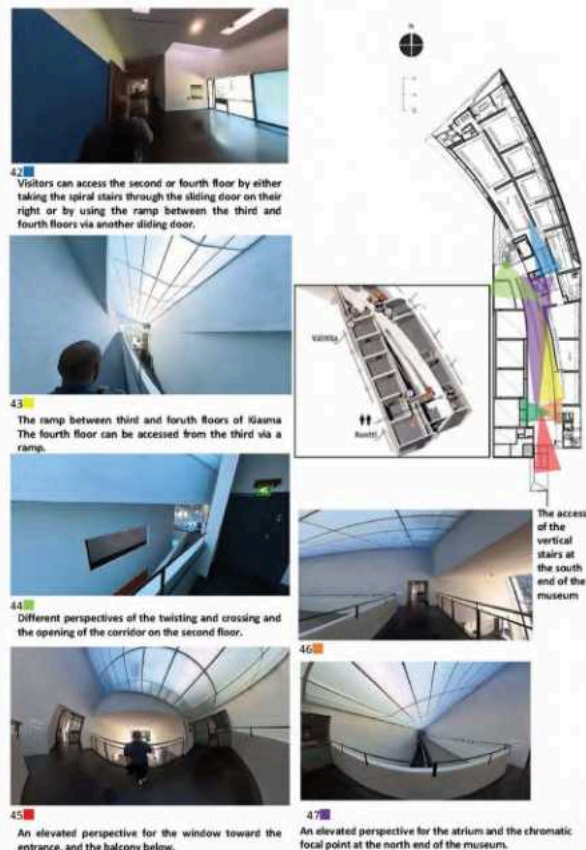 N
42
Visitors can access the second or fourth floor by either
taking the spiral stairs through the sliding door on their
right or by using the ramp between the third and
fourth floors via another sliding door.
43
The ramp between third and foruth floors of Kiasma
The fourth floor can be accessed from the third via a
ramp.
44
Different perspectives of the twisting and crossing and
the opening of the corridor on the second floor.
45
An elevated perspective for the window toward the
entrance, and the balcony below.
The access
of the
vertical
stairs at
the south
end of the
museum
46
47
An elevated perspective for the atrium and the chromatic
focal point at the north end of the museum.